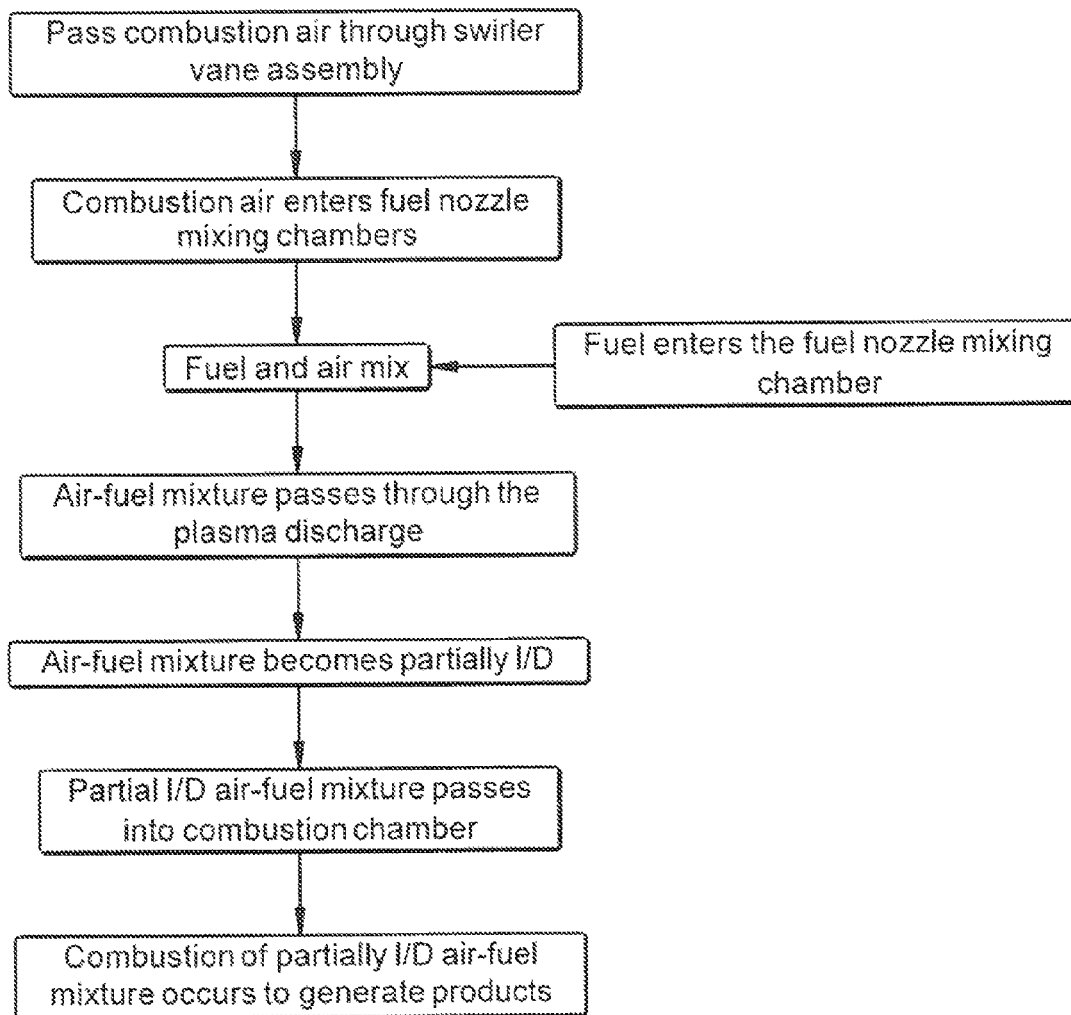 Pass combustion air through swirler
vane assembly
Combustion air enters fuel nozzle
mixing chambers
Fuel and air mix
Fuel enters the fuel nozzle mixing
chamber
Air-fuel mixture passes through the
plasma discharge
Air-fuel mixture becomes partially I/D
Partial I/D air-fuel mixture passes
into combustion chamber
Combustion of partially I/D air-fuel
mixture occurs to generate products